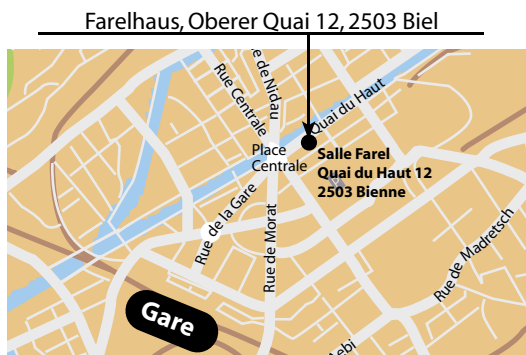 Farelhaus, Oberer Quai 12, 2503 Biel
Rue Centrale
e de Nidau
Quai du Haut
Place
Centrale
Salle Farel
Quai du Haut 12
2503 Bienne
Rue de la Gare
Rue de Morat
Rue de Madretsch
Gare
Aebi